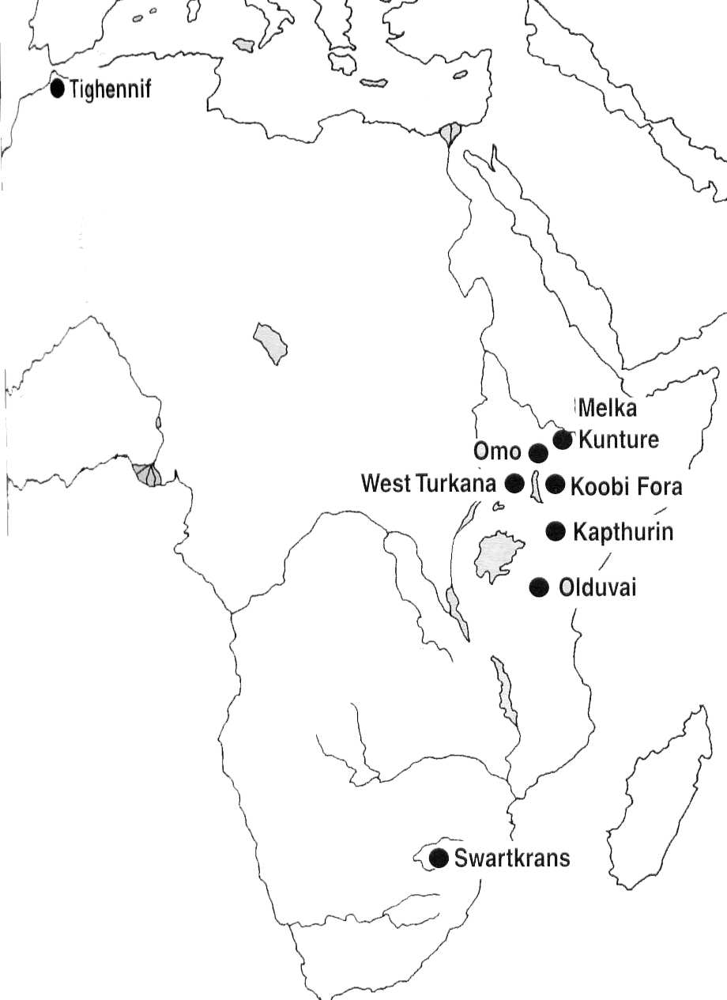 Tighennif
Melka
Kunture
Omo
West Turkana
Koobi Fora
Kapthurin
Olduvai
Swartkrans